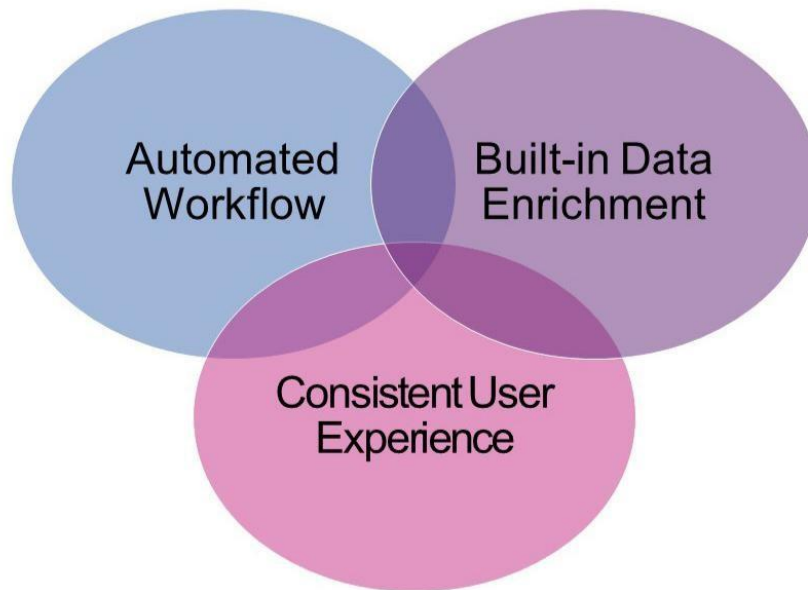 Automated
Workflow
Built-in Data
Enrichment
Consistent User
Experience